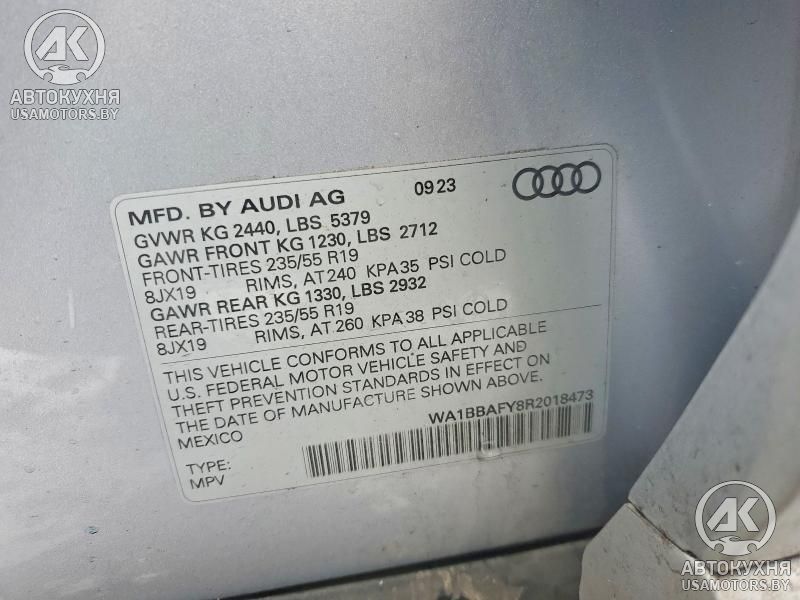 AK
АВТОКУХНЯ
USAMOTORS.BY
MFD. BY AUDI AG 0923
GVWR KG 2440, LBS 5379
GAWR FRONT KG 1230, LBS 2712
FRONT-TIRES 235/55 R19
8JX19 RIMS, AT 240 KPA 35 PSI COLD
GAWR REAR KG 1330, LBS 2932
REAR-TIRES 235/55 R19
8JX19 RIMS, AT 260 KPA 38 PSI COLD
THIS VEHICLE CONFORMS TO ALL APPLICABLE
U.S. FEDERAL MOTOR VEHICLE SAFETY AND
THEFT PREVENTION STANDARDS IN EFFECT ON
THE DATE OF MANUFACTURE SHOWN ABOVE.
MEXICO WA1BBAFY8R2018473
TYPE:
MPV
AK
АВТОКУХНЯ
USAMOTORS.BY